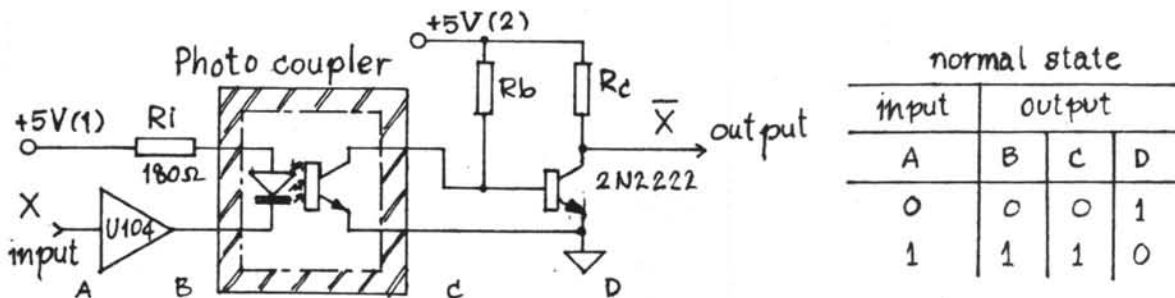 +5V(2)
Photo coupler
Rb
Rc
X̅
output
+5V(1)
Ri
180Ω
2N2222
X
input
U104
A
B
C
D
normal state
input output
A B C D
0 0 0 1
1 1 1 0